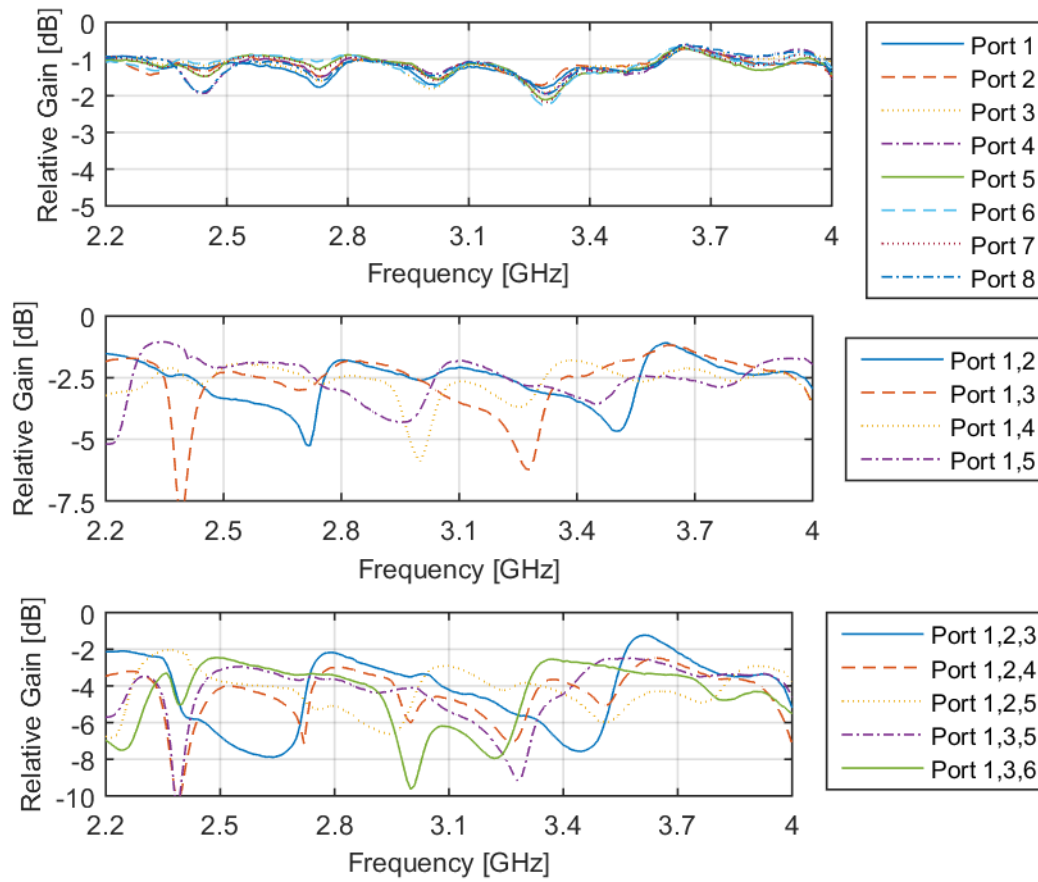 0
-1
-2
-3
-4
-5
Relative Gain [dB]
2.2 2.5 2.8 3.1 3.4 3.7 4
Frequency [GHz]
Port 1
Port 2
Port 3
Port 4
Port 5
Port 6
Port 7
Port 8
0
-2.5
-5
-7.5
Relative Gain [dB]
2.2 2.5 2.8 3.1 3.4 3.7 4
Frequency [GHz]
Port 1,2
Port 1,3
Port 1,4
Port 1,5
0
-2
-4
-6
-8
-10
Relative Gain [dB]
2.2 2.5 2.8 3.1 3.4 3.7 4
Frequency [GHz]
Port 1,2,3
Port 1,2,4
Port 1,2,5
Port 1,3,5
Port 1,3,6